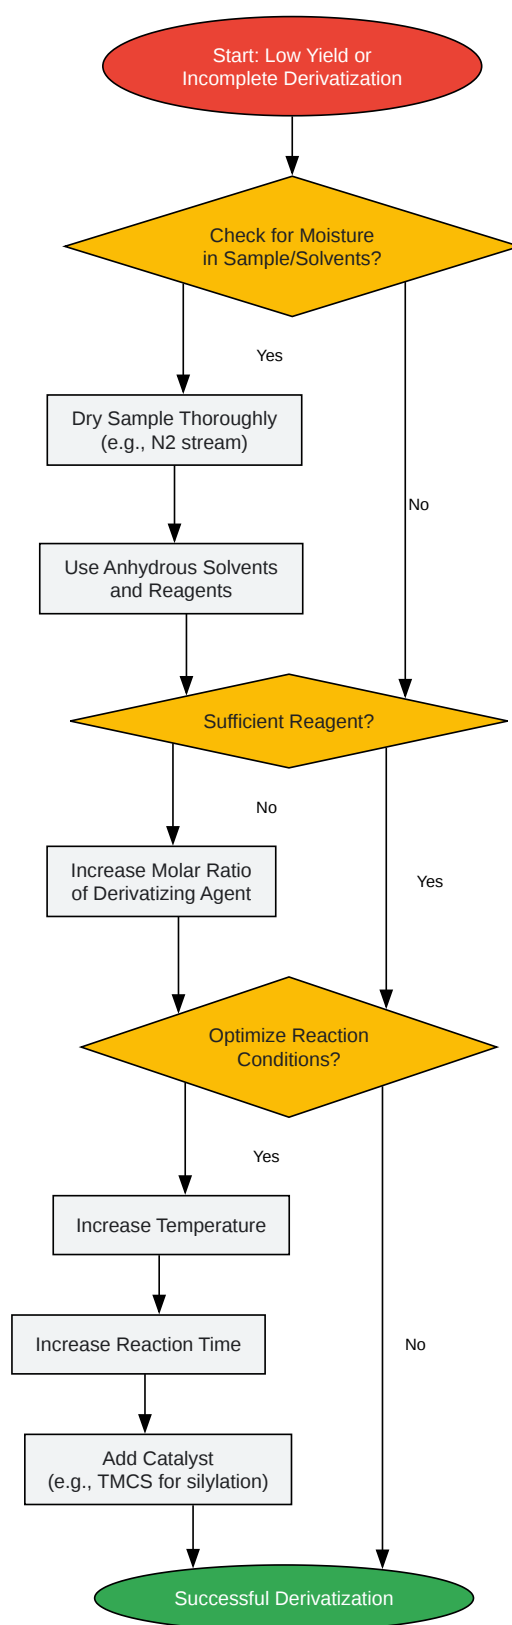 Start: Low Yield or
Incomplete Derivatization
Check for Moisture
in Sample/Solvents?
Yes
Dry Sample Thoroughly
(e.g., N2 stream)
No
Use Anhydrous Solvents
and Reagents
Sufficient Reagent?
No
Increase Molar Ratio
of Derivatizing Agent
Yes
Optimize Reaction
Conditions?
Yes
Increase Temperature
Increase Reaction Time
No
Add Catalyst
(e.g., TMCS for silylation)
Successful Derivatization